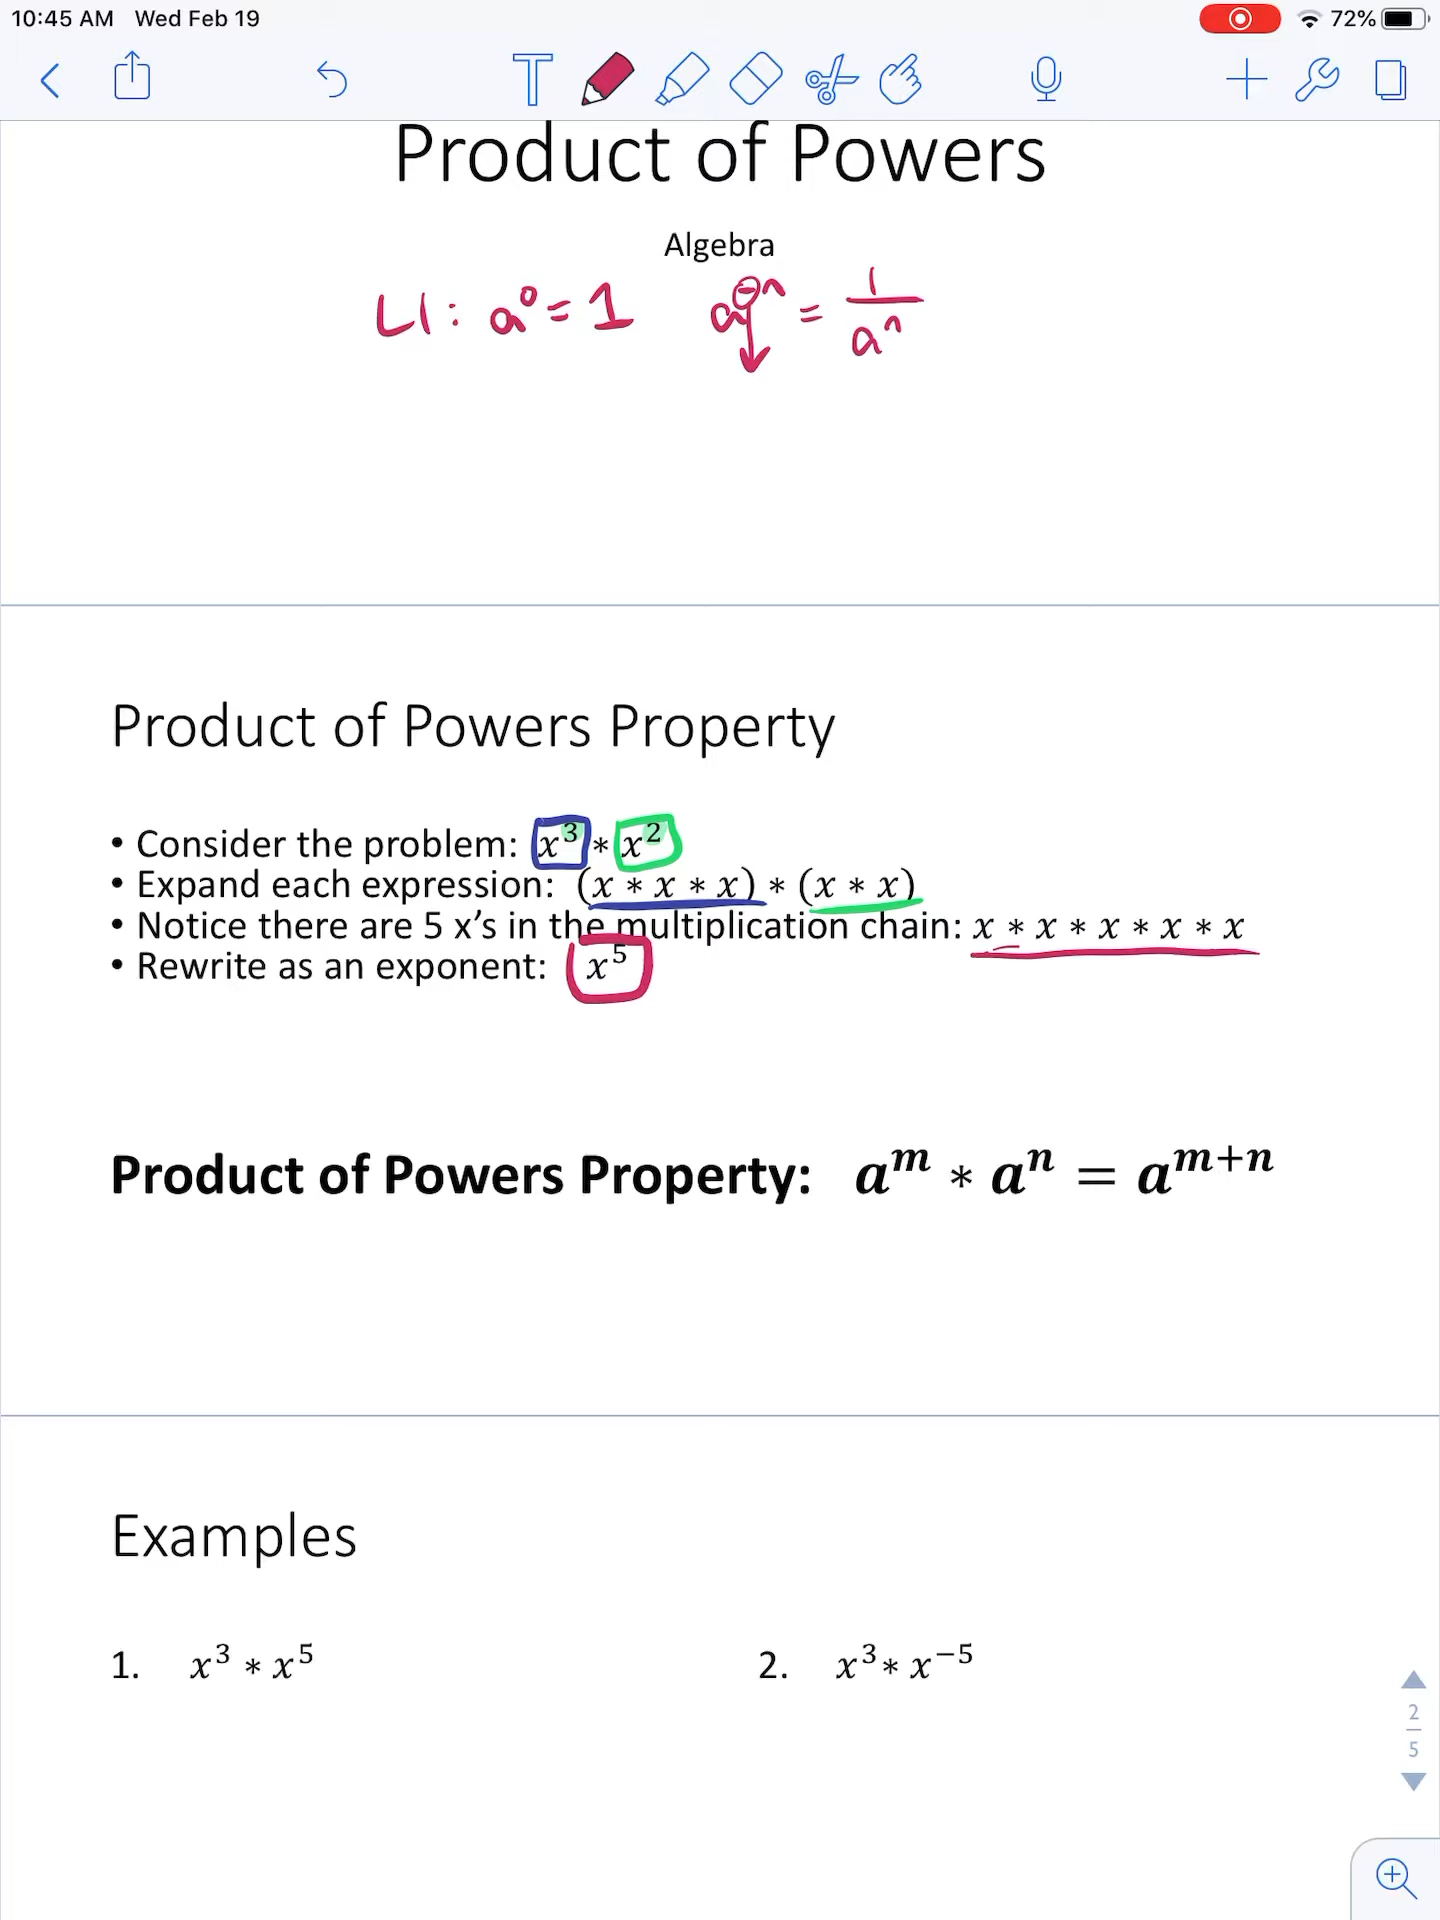 10:45 AM Wed Feb 19 72%
T
Product of Powers
Algebra
L1: a⁰ = 1 a⁻ⁿ = 1/aⁿ
Product of Powers Property
• Consider the problem: x³ * x²
• Expand each expression: (x * x * x) * (x * x)
• Notice there are 5 x’s in the multiplication chain: x * x * x * x * x
• Rewrite as an exponent: x⁵
Product of Powers Property: aᵐ * aⁿ = aᵐ⁺ⁿ
Examples
1. x³ * x⁵ 2. x³ * x⁻⁵
2
5